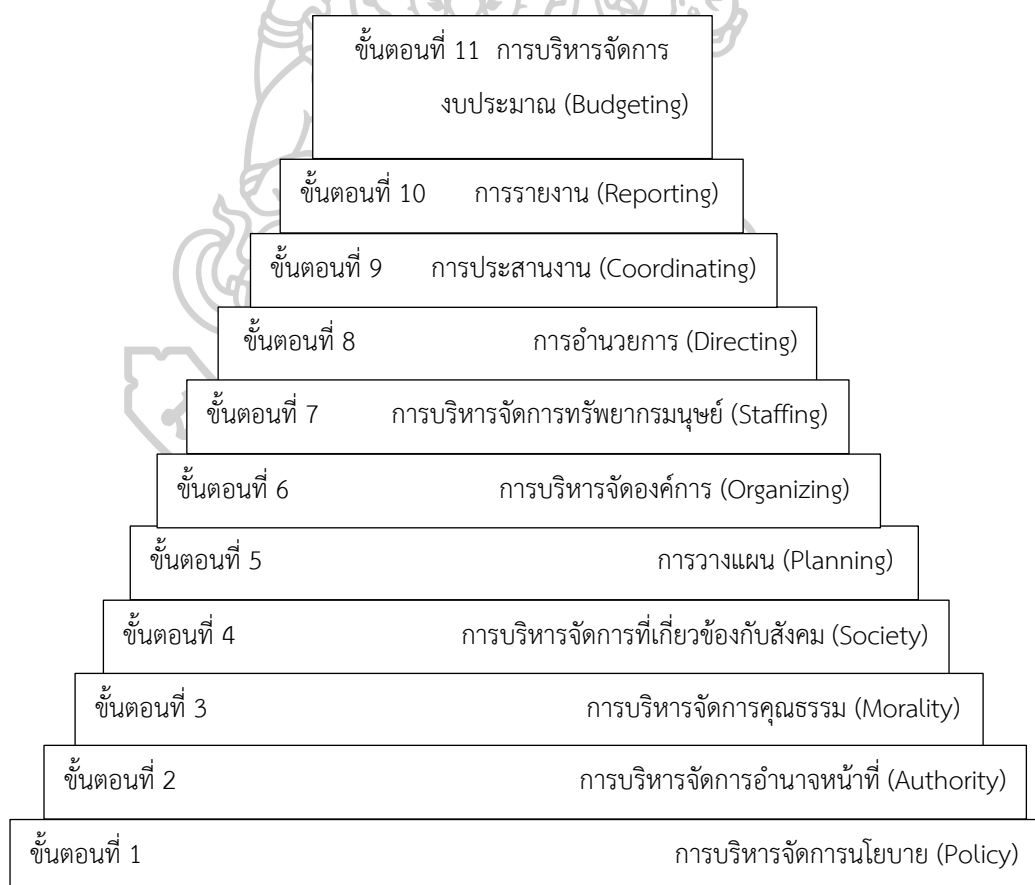 ขั้นตอนที่ 11 การบริหารจัดการ
งบประมาณ (Budgeting)
ขั้นตอนที่ 10 การรายงาน (Reporting)
ขั้นตอนที่ 9 การประสานงาน (Coordinating)
ขั้นตอนที่ 8 การอำนวยการ (Directing)
ขั้นตอนที่ 7 การบริหารจัดการทรัพยากรมนุษย์ (Staffing)
ขั้นตอนที่ 6 การบริหารจัดองค์การ (Organizing)
ขั้นตอนที่ 5 การวางแผน (Planning)
ขั้นตอนที่ 4 การบริหารจัดการที่เกี่ยวข้องกับสังคม (Society)
ขั้นตอนที่ 3 การบริหารจัดการคุณธรรม (Morality)
ขั้นตอนที่ 2 การบริหารจัดการอำนาจหน้าที่ (Authority)
ขั้นตอนที่ 1 การบริหารจัดการนโยบาย (Policy)